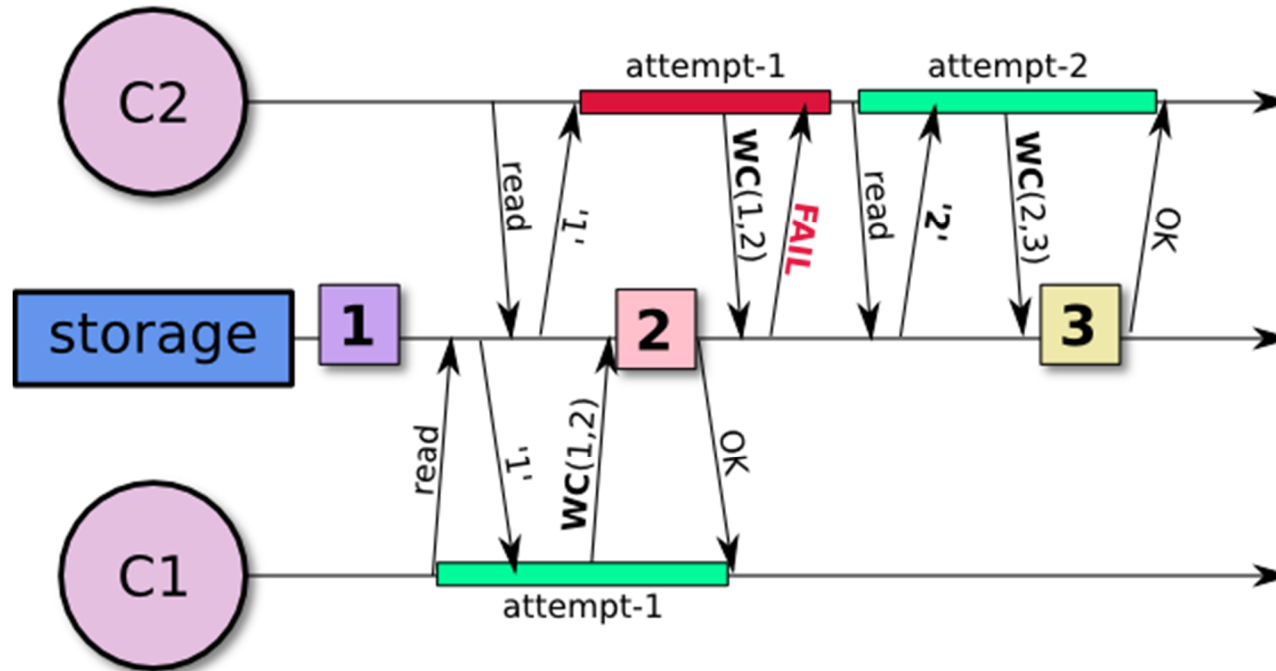 C2
attempt-1
attempt-2
read
'1'
WC(1,2)
FAIL
read
'2'
WC(2,3)
OK
storage
1
2
3
read
'1'
WC(1,2)
OK
C1
attempt-1